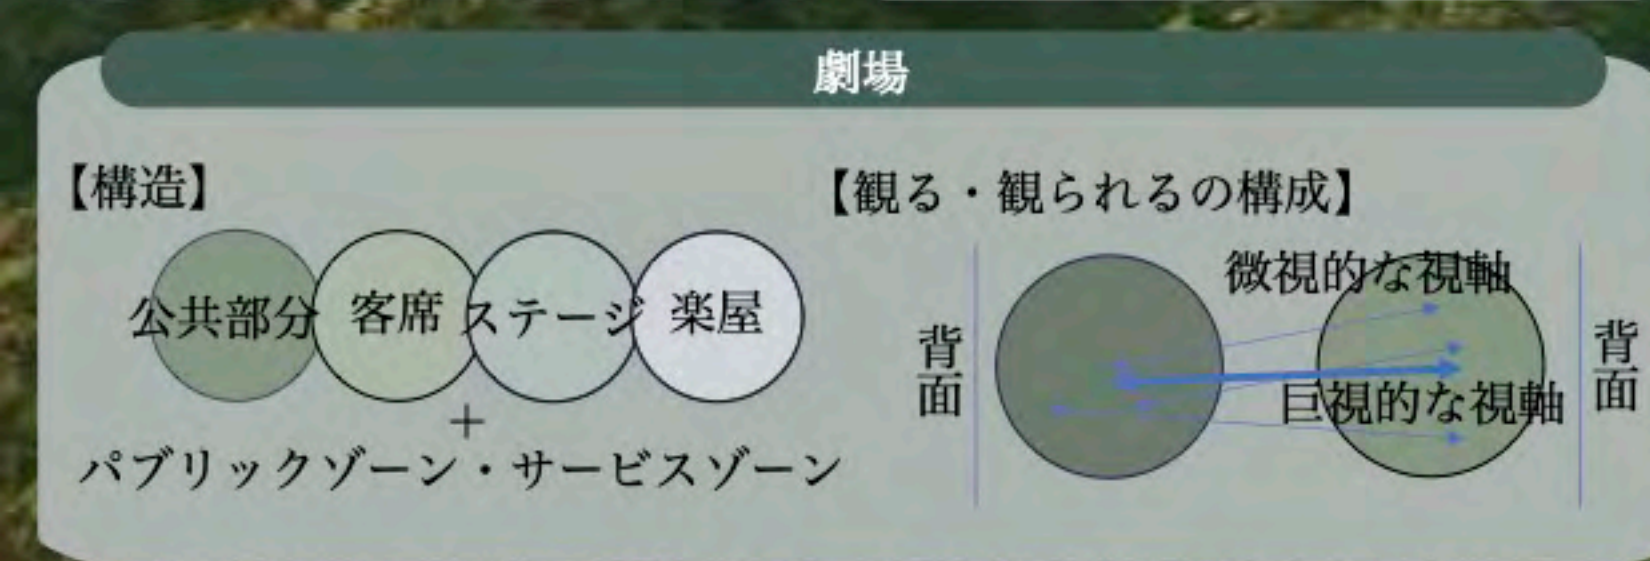 劇場
【構造】
公共部分 客席 ステージ 楽屋
+
パブリックゾーン・サービスゾーン
【観る・観られるの構成】
背面
微視的な視軸
巨視的な視軸
背面